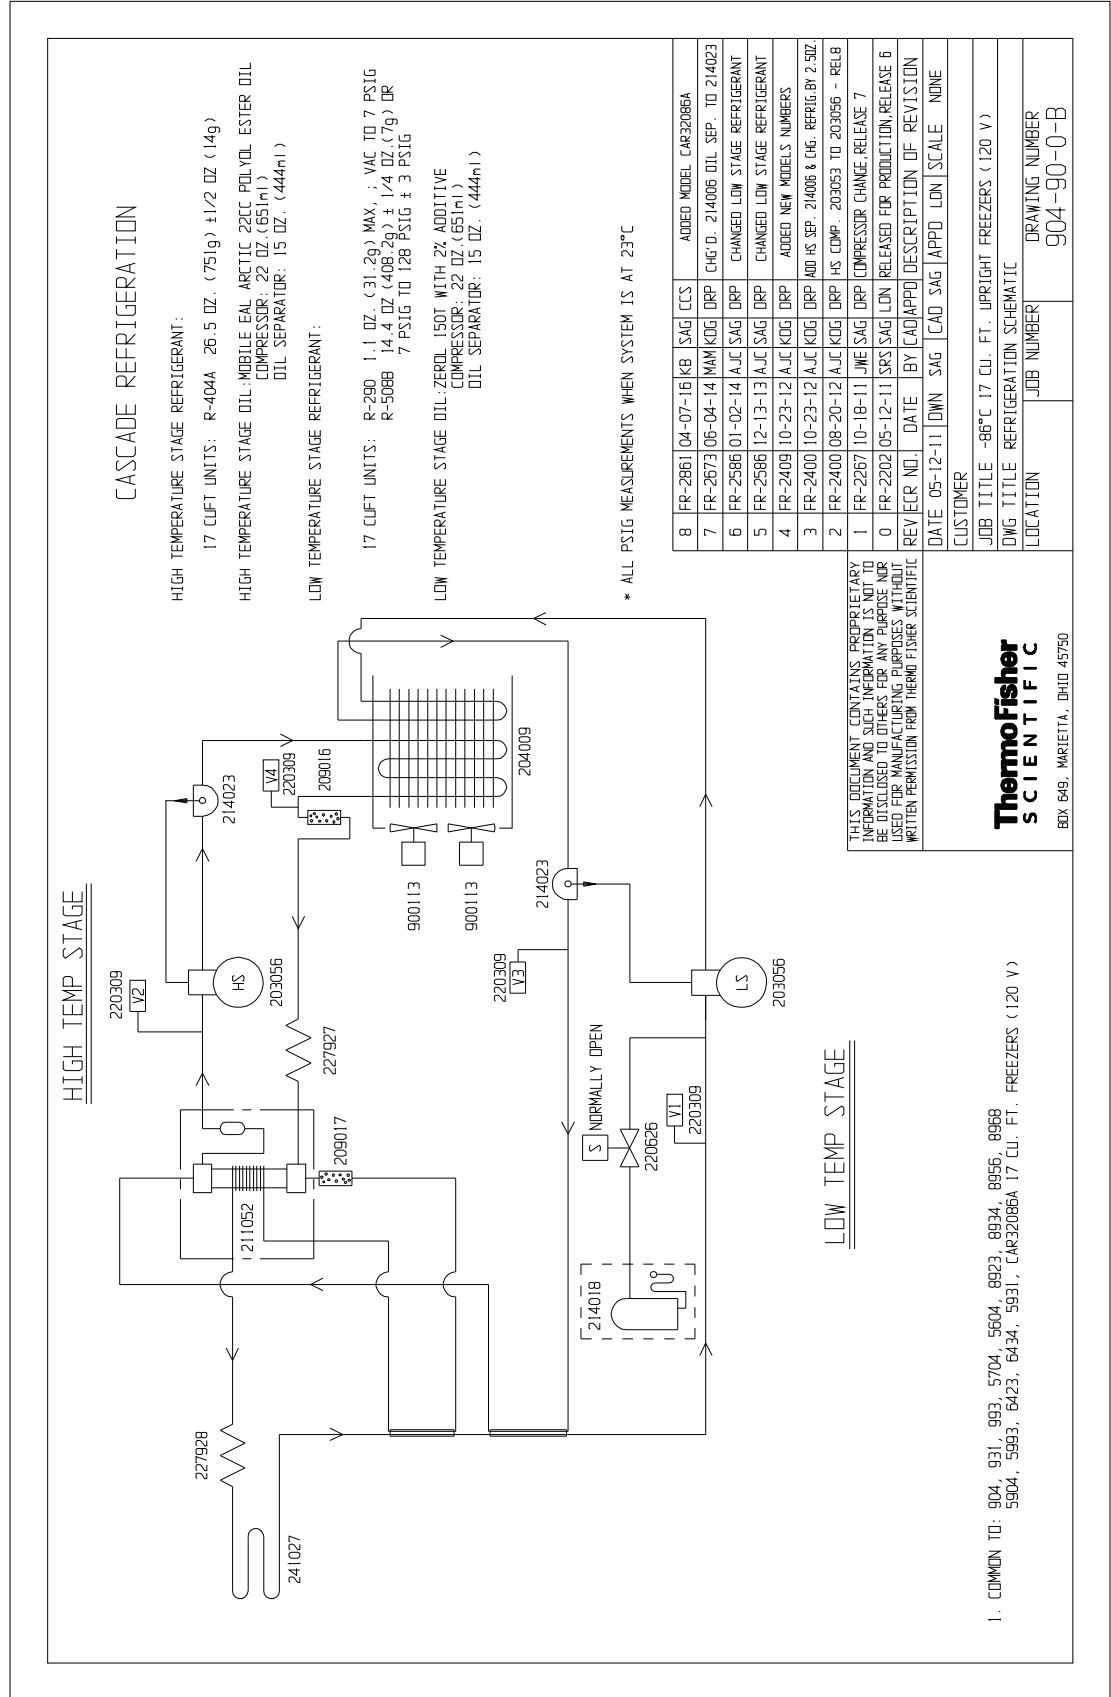 CASCADE REFRIGERATION
HIGH TEMPERATURE STAGE REFRIGERANT:
17 CUFT UNITS: R-404A 26.5 OZ. (751g) ±1/2 OZ (14g)
HIGH TEMPERATURE STAGE OIL:MOBILE EAL ARCTIC 22CC POLYOL ESTER OIL
COMPRESSOR: 22 OZ.(651ml)
OIL SEPARATOR: 15 OZ. (444ml)
LOW TEMPERATURE STAGE REFRIGERANT:
17 CUFT UNITS: R-290 1.1 OZ. (31.2g) MAX, ; VAC TO 7 PSIG
R-508B 14.4 OZ (408.2g) ± 1/4 OZ.(7g) OR
7 PSIG TO 128 PSIG ± 3 PSIG
LOW TEMPERATURE STAGE OIL:ZEROL 150T WITH 2% ADDITIVE
COMPRESSOR: 22 OZ.(651ml)
OIL SEPARATOR: 15 OZ. (444ml)
* ALL PSIG MEASUREMENTS WHEN SYSTEM IS AT 23°C
HIGH TEMP STAGE
220309
V2
HS
203056
214023
V4
220309
209016
204009
900113
900113
227927
211052
209017
227928
241027
214023
220309
V3
LS
203056
S
NORMALLY OPEN
220626
V1
220309
214018
LOW TEMP STAGE
1. COMMON TO: 904, 931, 993, 5704, 5604, 8923, 8934, 8956, 8968
5904, 5993, 6423, 6434, 5931, CAR32086A 17 CU. FT. FREEZERS (120 V)
8 FR-2861 04-07-16 KB SAG CCS ADDED MODEL CAR32086A
7 FR-2673 06-04-14 MAM KDG DRP CHG'D. 214006 OIL SEP. TO 214023
6 FR-2586 01-02-14 AJC SAG DRP CHANGED LOW STAGE REFRIGERANT
5 FR-2586 12-13-13 AJC SAG DRP CHANGED LOW STAGE REFRIGERANT
4 FR-2409 10-23-12 AJC KDG DRP ADDED NEW MODELS NUMBERS
3 FR-2400 10-23-12 AJC KDG DRP ADD HS SEP. 214006 & CHG. REFRIG.BY 2.5OZ.
2 FR-2400 08-20-12 AJC KDG DRP HS COMP. 203053 TO 203056 - REL8
1 FR-2267 10-18-11 JWE SAG DRP COMPRESSOR CHANGE,RELEASE 7
0 FR-2202 05-12-11 SRS SAG LDN RELEASED FOR PRODUCTION,RELEASE 6
REV ECR NO. DATE BY CAD APPD DESCRIPTION OF REVISION
DATE 05-12-11 DWN SAG CAD SAG APPD LDN SCALE NONE
CUSTOMER
JOB TITLE -86°C 17 CU. FT. UPRIGHT FREEZERS (120 V)
DWG TITLE REFRIGERATION SCHEMATIC
LOCATION JOB NUMBER DRAWING NUMBER
904-90-0-B
THIS DOCUMENT CONTAINS PROPRIETARY
INFORMATION AND SUCH INFORMATION IS NOT TO
BE DISCLOSED TO OTHERS FOR ANY PURPOSE NOR
USED FOR MANUFACTURING PURPOSES WITHOUT
WRITTEN PERMISSION FROM THERMO FISHER SCIENTIFIC
ThermoFisher
SCIENTIFIC
BOX 649, MARIETTA, OHIO 45750